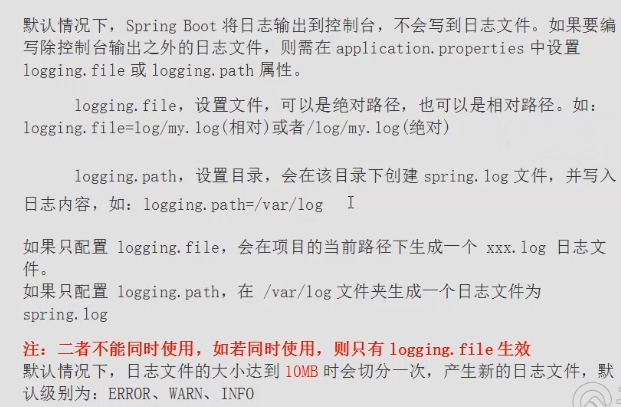 默认情况下，Spring Boot 将日志输出到控制台，不会写到日志文件。如果要编
写除控制台输出之外的日志文件，则需在 application.properties 中设置
logging.file 或 logging.path 属性。
logging.file，设置文件，可以是绝对路径，也可以是相对路径。如：
logging.file=log/my.log(相对)或者/log/my.log(绝对)
logging.path，设置目录，会在该目录下创建 spring.log 文件，并写入
日志内容，如：logging.path=/var/log
如果只配置 logging.file，会在项目的当前路径下生成一个 xxx.log 日志文
件。
如果只配置 logging.path，在 /var/log 文件夹生成一个日志文件为
spring.log
注：二者不能同时使用，如若同时使用，则只有 logging.file 生效
默认情况下，日志文件的大小达到 10MB 时会切分一次，产生新的日志文件，默
认级别为：ERROR、WARN、INFO